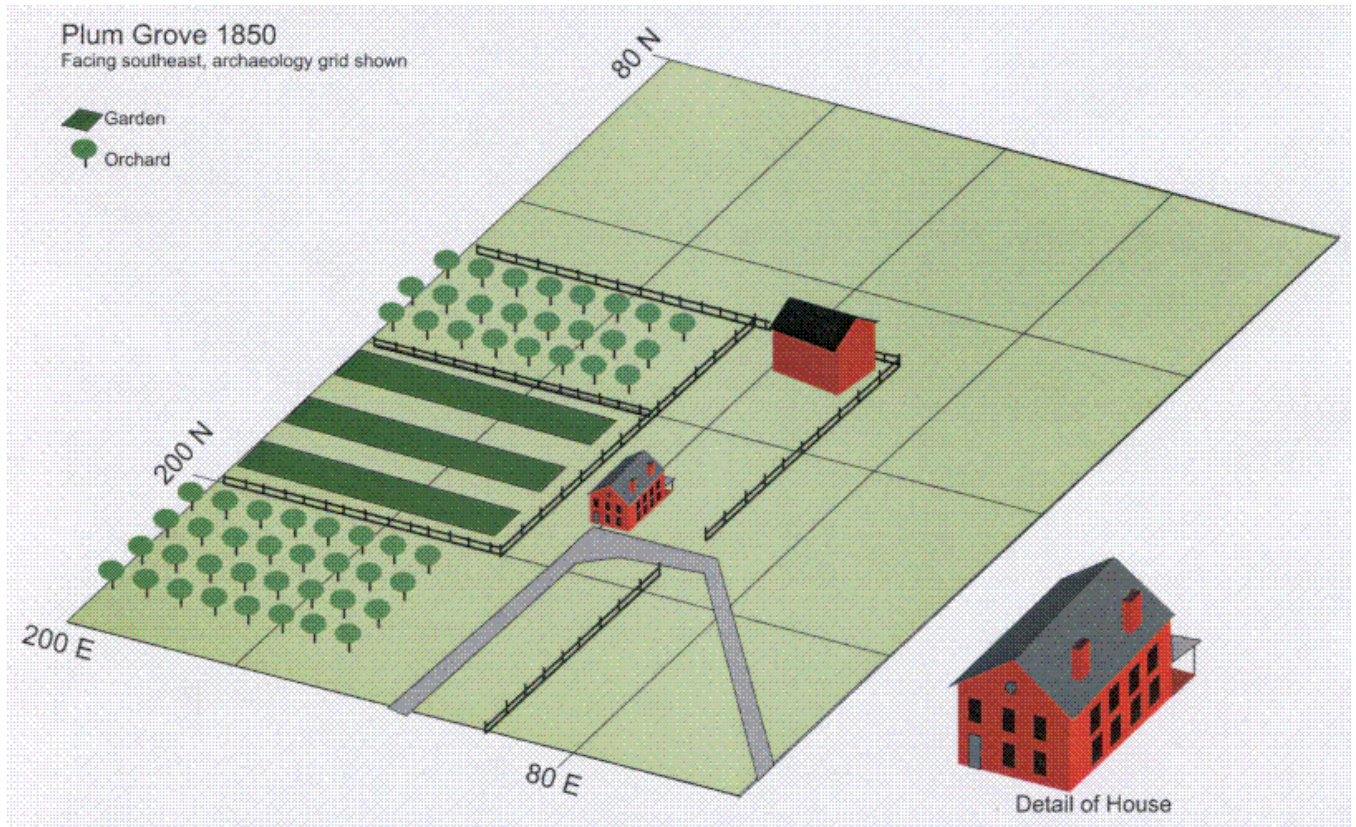 Plum Grove 1850
Facing southeast, archaeology grid shown
Garden
Orchard
80 N
200 N
200 E
80 E
Detail of House